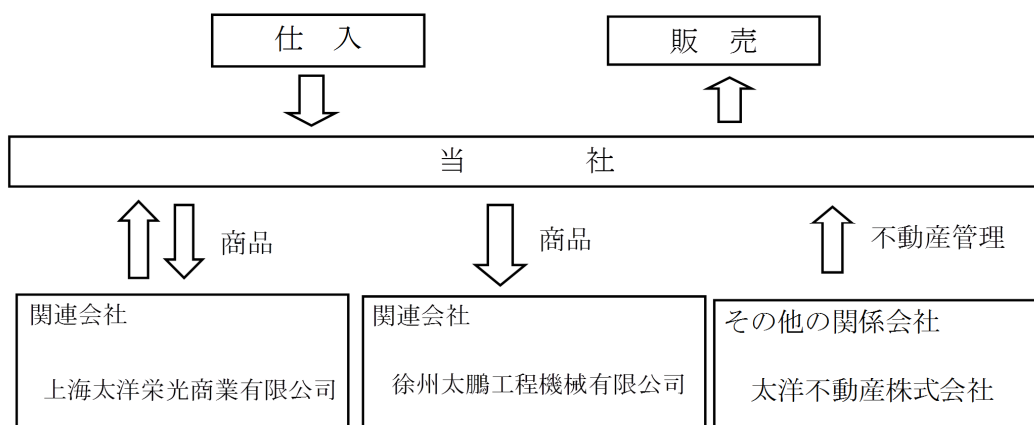 仕　入
販　売
当　　　社
商品
商品
不動産管理
関連会社
上海太洋栄光商業有限公司
関連会社
徐州太鵬工程機械有限公司
その他の関係会社
太洋不動産株式会社